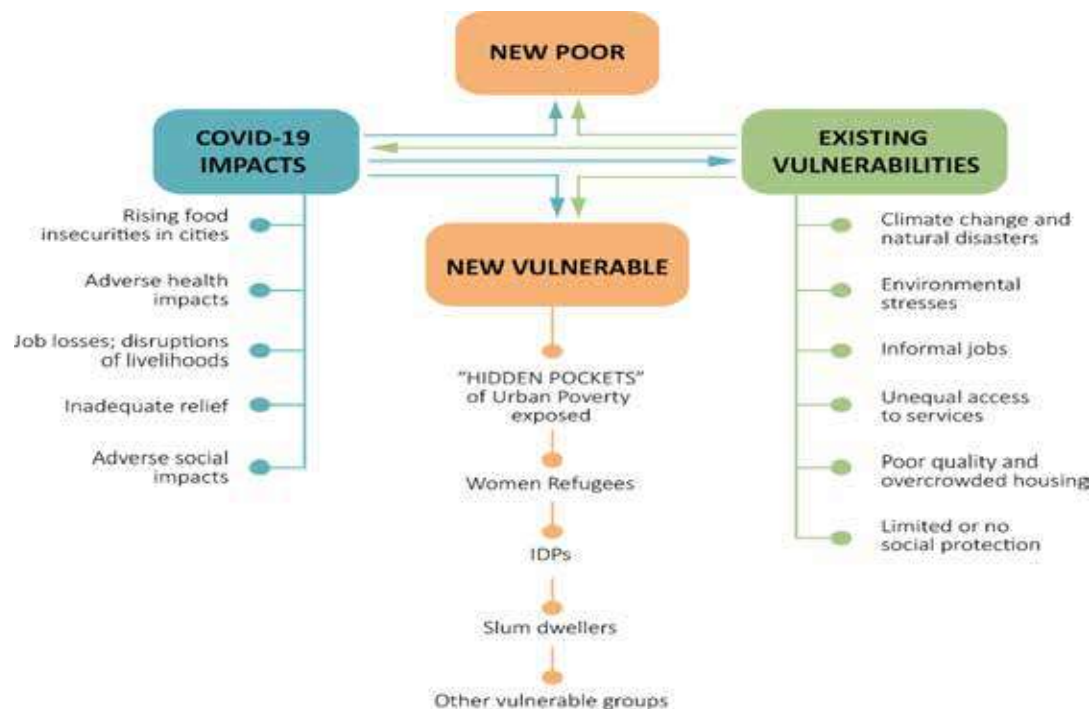 NEW POOR
COVID-19
IMPACTS
Rising food
insecurities in cities
Adverse health
impacts
Job losses; disruptions
of livelihoods
Inadequate relief
Adverse social
impacts
NEW VULNERABLE
"HIDDEN POCKETS"
of Urban Poverty
exposed
Women Refugees
IDPs
Slum dwellers
Other vulnerable groups
EXISTING
VULNERABILITIES
Climate change and
natural disasters
Environmental
stresses
Informal jobs
Unequal access
to services
Poor quality and
overcrowded housing
Limited or no
social protection